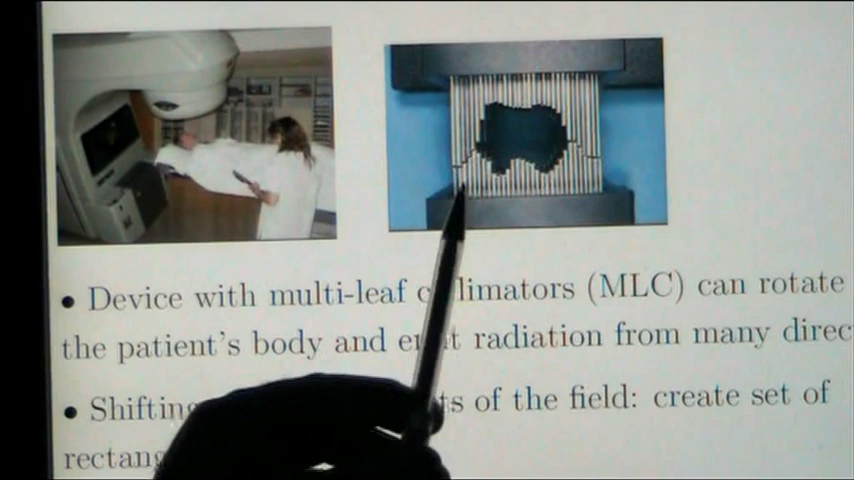 • Device with multi-leaf limators (MLC) can rotate
the patient's body and radiation from many direc
• Shifting of the field: create set of
rectang